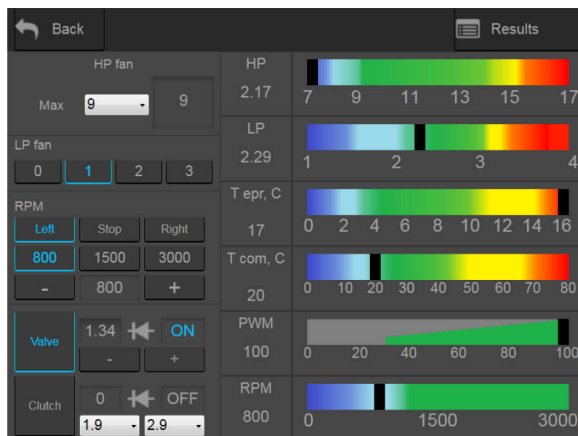 Back
Results
HP fan
Max 9 9
LP fan
0 1 2 3
RPM
Left Stop Right
800 1500 3000
- 800 +
Valve 1.34 ON
- +
Clutch 0 OFF
1.9 2.9
HP
2.17
7 9 11 13 15 17
LP
2.29
1 2 3 4
T epr, C
17
0 2 4 6 8 10 12 14 16
T com, C
20
0 10 20 30 40 50 60 70 80
PWM
100
0 20 40 60 80 100
RPM
800
0 1500 3000